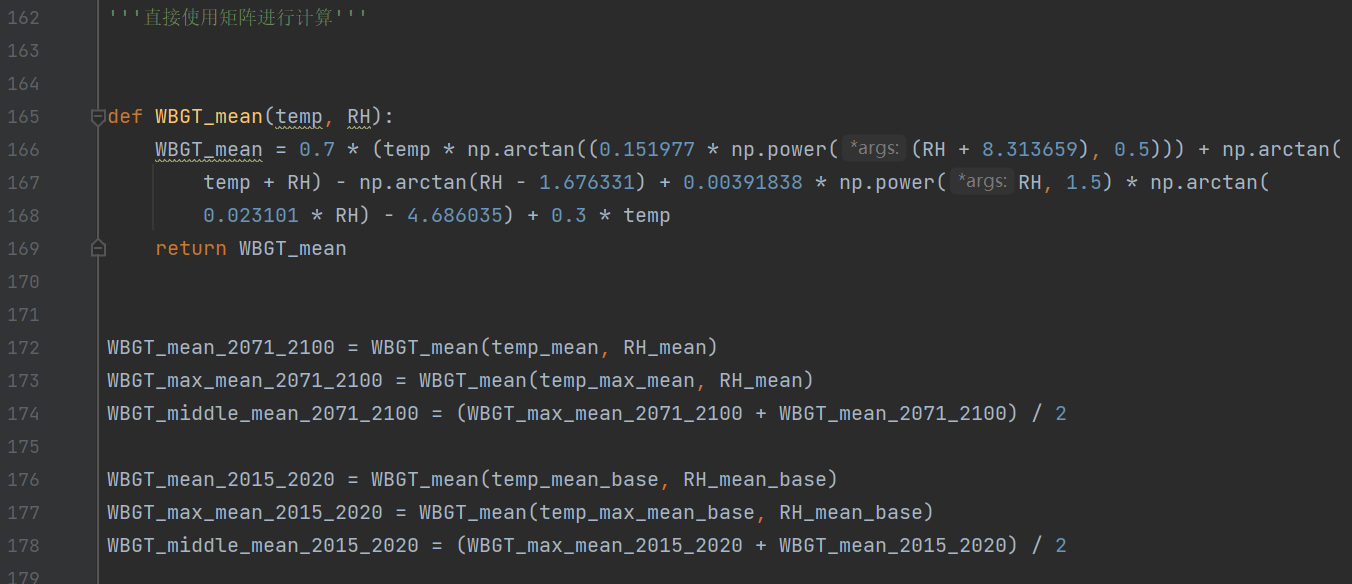 162 '''直接使用矩阵进行计算'''
163
164
165 def WBGT_mean(temp, RH):
166 WBGT_mean = 0.7 * (temp * np.arctan((0.151977 * np.power( *args: (RH + 8.313659), 0.5))) + np.arctan(
167 temp + RH) - np.arctan(RH - 1.676331) + 0.00391838 * np.power( *args: RH, 1.5) * np.arctan(
168 0.023101 * RH) - 4.686035) + 0.3 * temp
169 return WBGT_mean
170
171
172 WBGT_mean_2071_2100 = WBGT_mean(temp_mean, RH_mean)
173 WBGT_max_mean_2071_2100 = WBGT_mean(temp_max_mean, RH_mean)
174 WBGT_middle_mean_2071_2100 = (WBGT_max_mean_2071_2100 + WBGT_mean_2071_2100) / 2
175
176 WBGT_mean_2015_2020 = WBGT_mean(temp_mean_base, RH_mean_base)
177 WBGT_max_mean_2015_2020 = WBGT_mean(temp_max_mean_base, RH_mean_base)
178 WBGT_middle_mean_2015_2020 = (WBGT_max_mean_2015_2020 + WBGT_mean_2015_2020) / 2
179